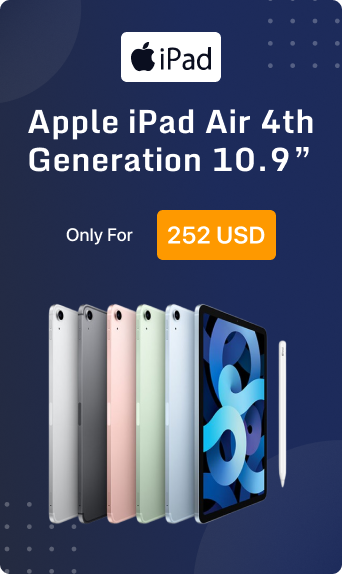 iPad
Apple iPad Air 4th
Generation 10.9”
Only For
252 USD